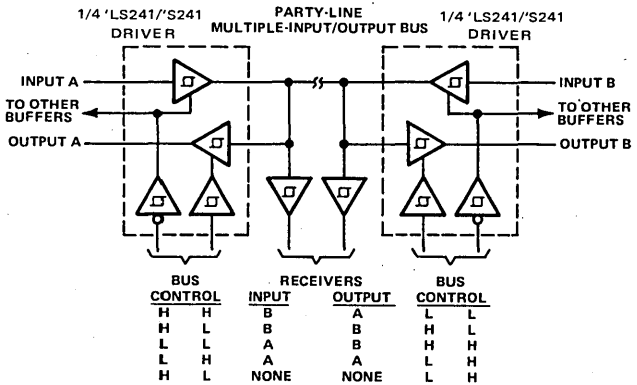 1/4 'LS241/'S241
DRIVER
PARTY-LINE
MULTIPLE-INPUT/OUTPUT BUS
1/4 'LS241/'S241
DRIVER
INPUT A
INPUT B
TO OTHER
BUFFERS
TO OTHER
BUFFERS
OUTPUT A
OUTPUT B
BUS
CONTROL
RECEIVERS
INPUT OUTPUT
BUS
CONTROL
H H B A L L
H L B B H L
L L A B H H
L H A A L H
H L NONE NONE L H